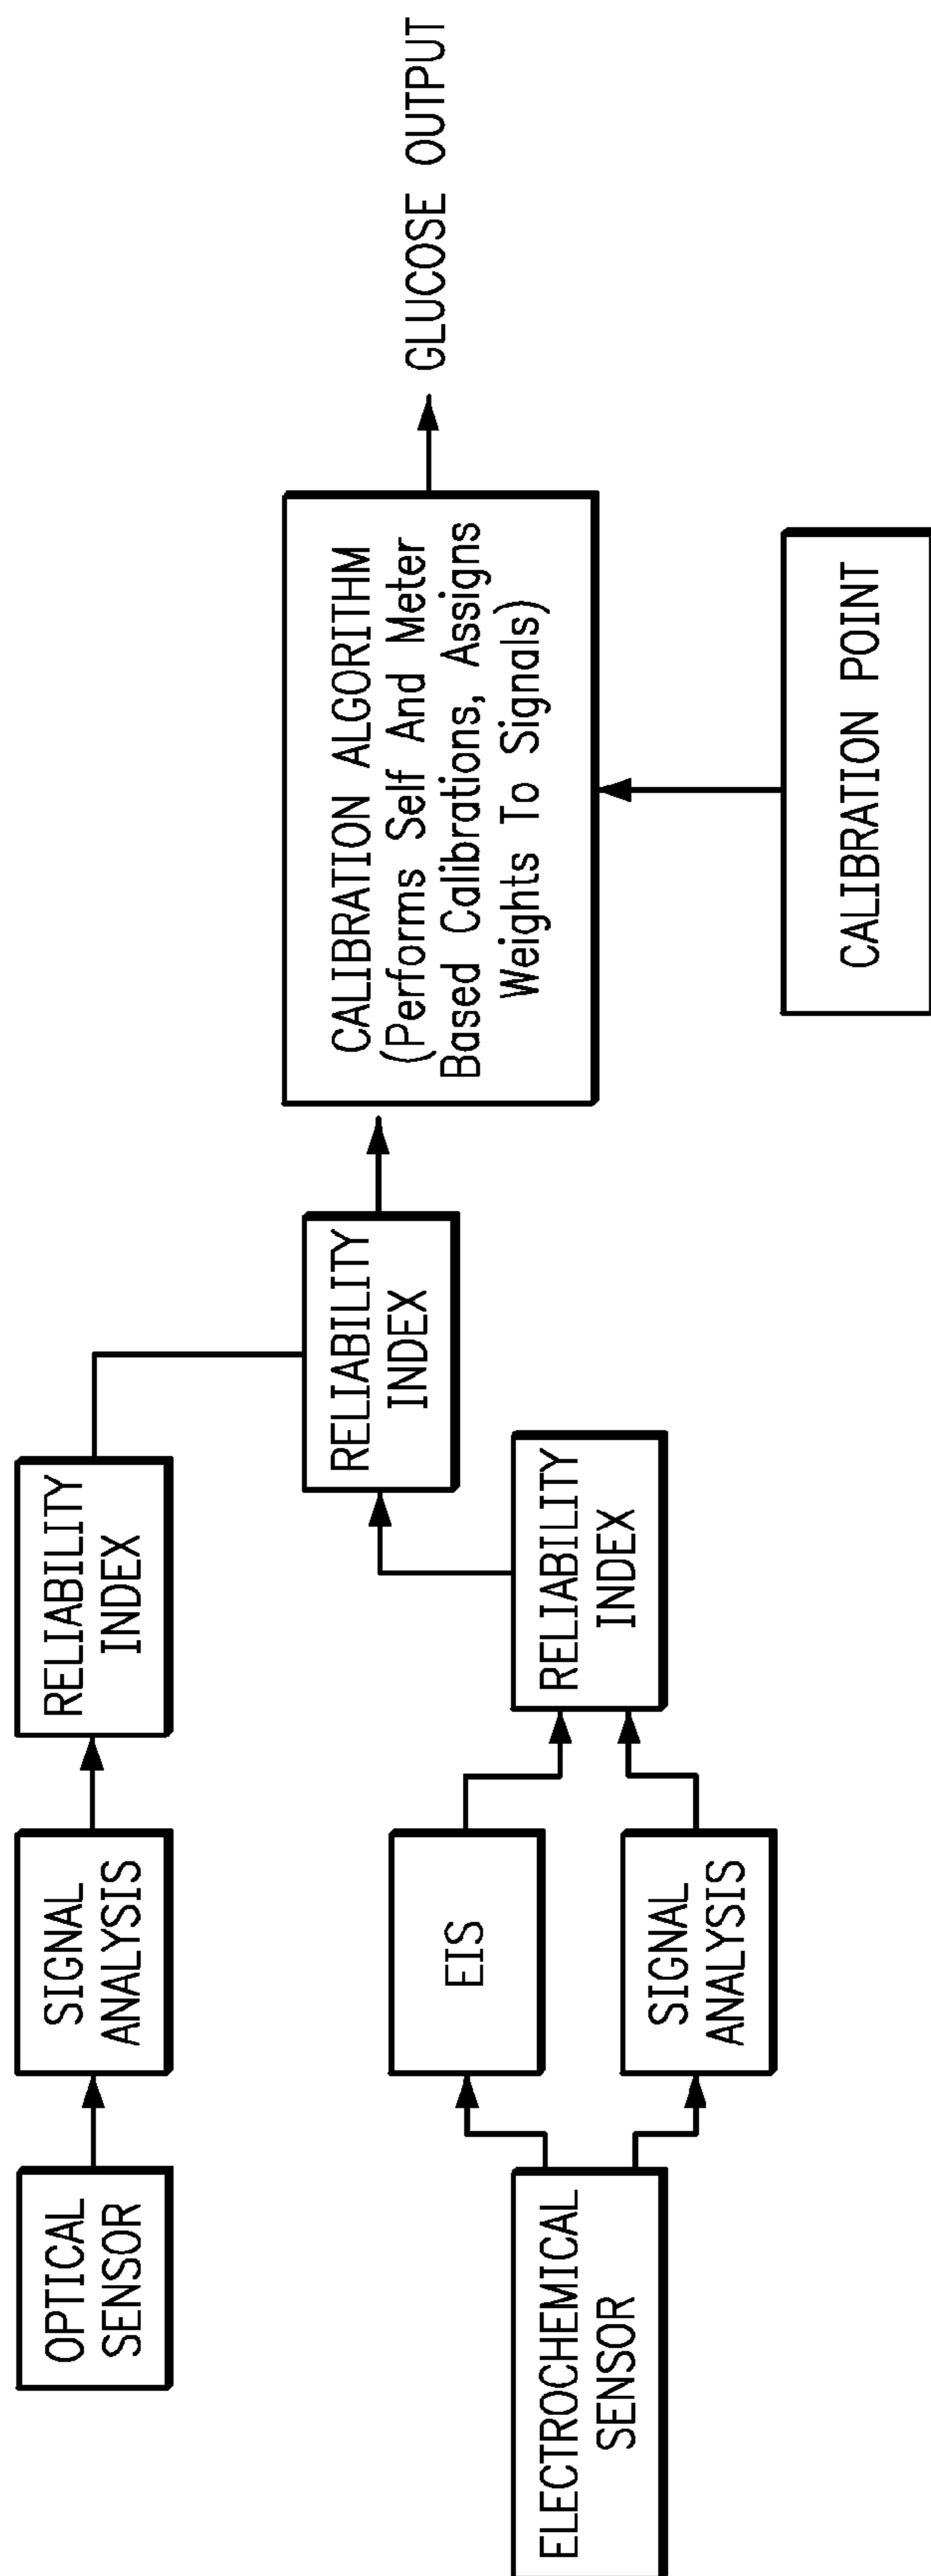 OPTICAL
SENSOR
SIGNAL
ANALYSIS
RELIABILITY
INDEX
ELECTROCHEMICAL
SENSOR
EIS
SIGNAL
ANALYSIS
RELIABILITY
INDEX
RELIABILITY
INDEX
CALIBRATION ALGORITHM
(Performs Self And Meter
Based Calibrations, Assigns
Weights To Signals)
CALIBRATION POINT
GLUCOSE OUTPUT